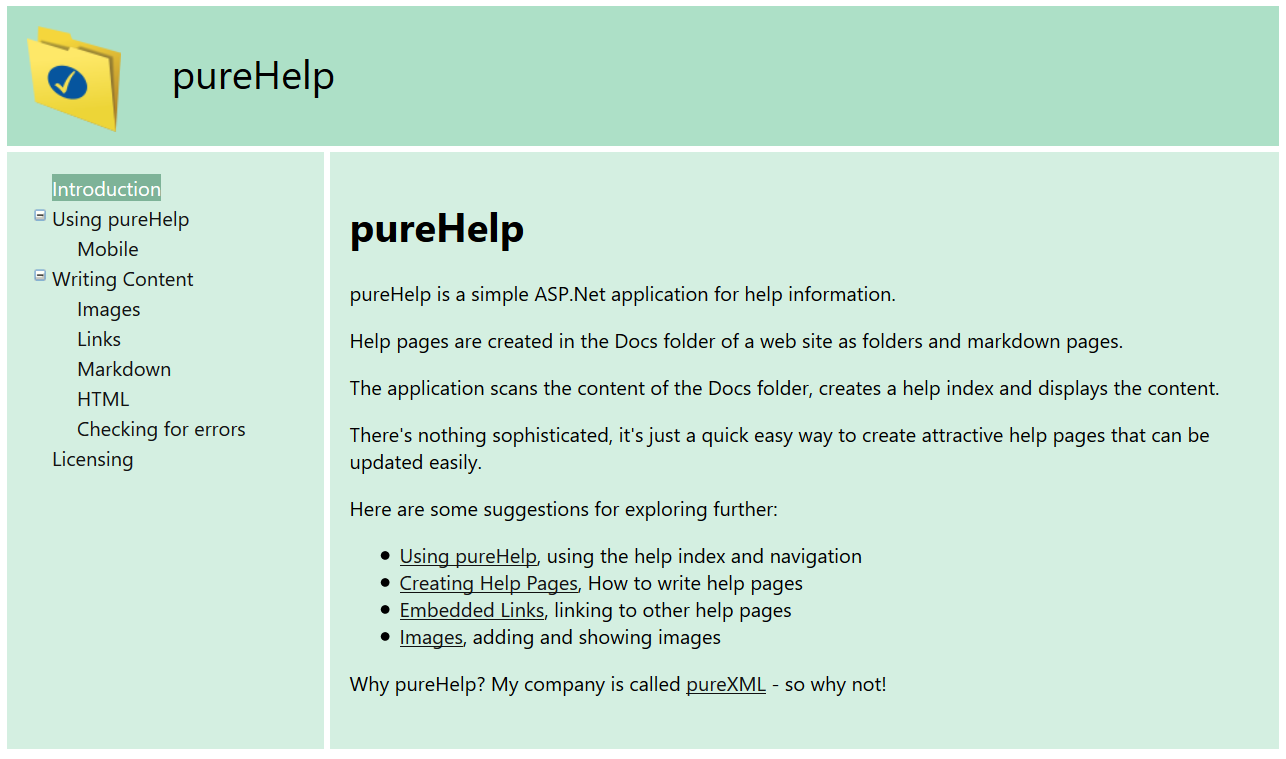 pureHelp
Introduction
Using pureHelp
Mobile
Writing Content
Images
Links
Markdown
HTML
Checking for errors
Licensing
pureHelp
pureHelp is a simple ASP.Net application for help information.
Help pages are created in the Docs folder of a web site as folders and markdown pages.
The application scans the content of the Docs folder, creates a help index and displays the content.
There's nothing sophisticated, it's just a quick easy way to create attractive help pages that can be
updated easily.
Here are some suggestions for exploring further:
Using pureHelp, using the help index and navigation
Creating Help Pages, How to write help pages
Embedded Links, linking to other help pages
Images, adding and showing images
Why pureHelp? My company is called pureXML - so why not!